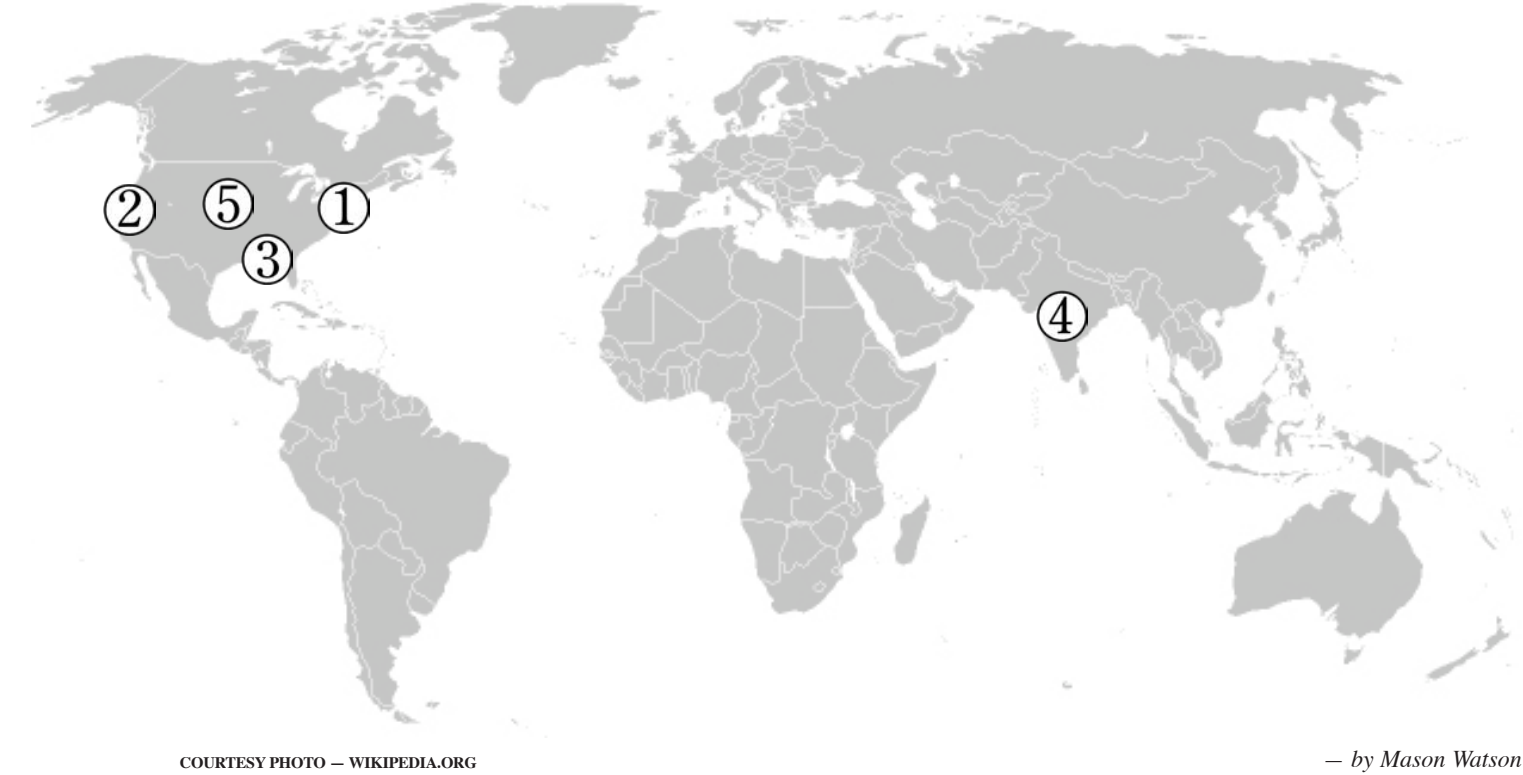 ②
⑤
①
③
④
COURTESY PHOTO — WIKIPEDIA.ORG
— by Mason Watson